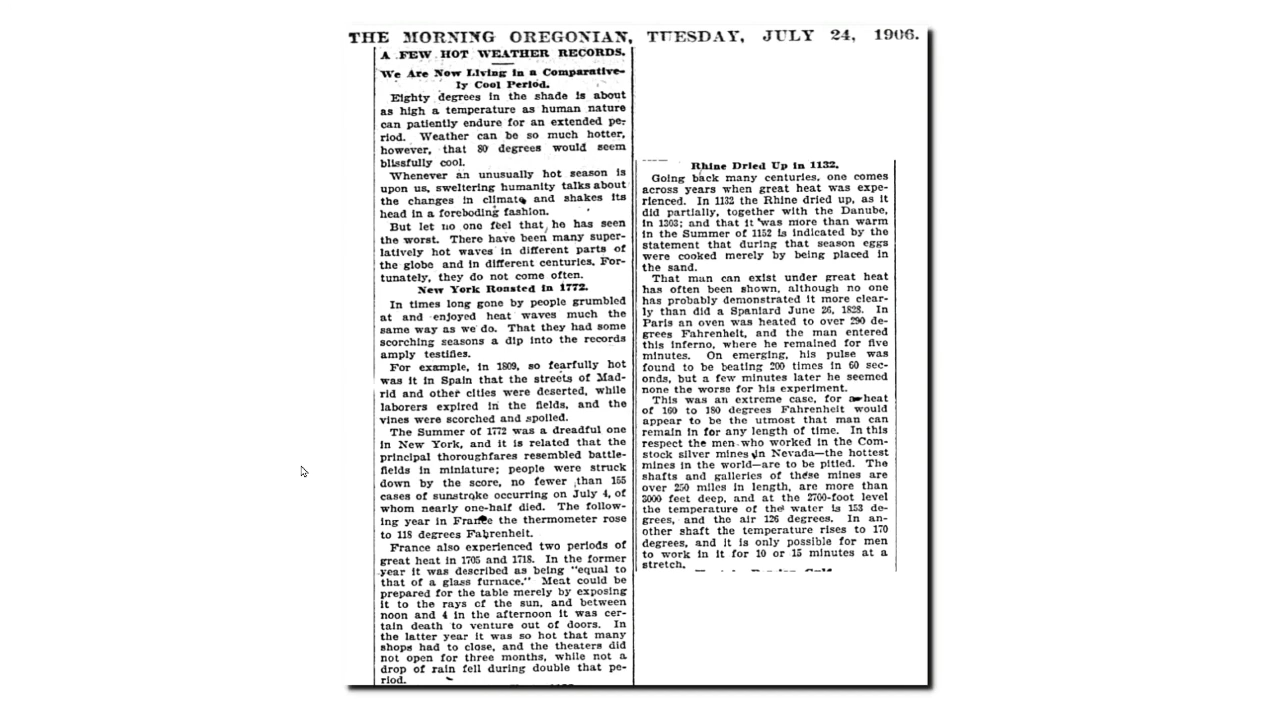 THE MORNING OREGONIAN, TUESDAY, JULY 24, 1906.
A FEW HOT WEATHER RECORDS.
We Are Now Living in a Comparative-
ly Cool Period.
Eighty degrees in the shade is about
as high a temperature as human nature
can patiently endure for an extended pe-
riod. Weather can be so much hotter,
however, that 80 degrees would seem
blissfully cool.
Whenever an unusually hot season is
upon us, sweltering humanity talks about
the changes in climate and shakes its
head in a foreboding fashion.
But let no one feel that he has seen
the worst. There have been many super-
latively hot waves in different parts of
the globe and in different centuries. For-
tunately, they do not come often.
New York Roasted in 1772.
In times long gone by people grumbled
at and enjoyed heat waves much the
same way as we do. That they had some
scorching seasons a dip into the records
amply testifies.
For example, in 1809, so fearfully hot
was it in Spain that the streets of Mad-
rid and other cities were deserted, while
laborers expired in the fields, and the
vines were scorched and spoiled.
The Summer of 1772 was a dreadful one
in New York, and it is related that the
principal thoroughfares resembled battle-
fields in miniature; people were struck
down by the score, no fewer than 155
cases of sunstroke occurring on July 4, of
whom nearly one-half died. The follow-
ing year in France the thermometer rose
to 118 degrees Fahrenheit.
France also experienced two periods of
great heat in 1705 and 1718. In the former
year it was described as being "equal to
that of a glass furnace." Meat could be
prepared for the table merely by exposing
it to the rays of the sun, and between
noon and 4 in the afternoon it was cer-
tain death to venture out of doors. In
the latter year it was so hot that many
shops had to close, and the theaters did
not open for three months, while not a
drop of rain fell during double that pe-
riod.
Rhine Dried Up in 1132.
Going back many centuries, one comes
across years when great heat was expe-
rienced. In 1132 the Rhine dried up, as it
did partially, together with the Danube,
in 1303; and that it was more than warm
in the Summer of 1152 is indicated by the
statement that during that season eggs
were cooked merely by being placed in
the sand.
That man can exist under great heat
has often been shown, although no one
has probably demonstrated it more clear-
ly than did a Spaniard June 26, 1828. In
Paris an oven was heated to over 290 de-
grees Fahrenheit, and the man entered
this inferno, where he remained for five
minutes. On emerging, his pulse was
found to be beating 200 times in 60 sec-
onds, but a few minutes later he seemed
none the worse for his experiment.
This was an extreme case, for a heat
of 160 to 180 degrees Fahrenheit would
appear to be the utmost that man can
remain in for any length of time. In this
respect the men who worked in the Com-
stock silver mines in Nevada—the hottest
mines in the world—are to be pitied. The
shafts and galleries of these mines are
over 250 miles in length, are more than
3000 feet deep, and at the 2700-foot level
the temperature of the water is 153 de-
grees, and the air 126 degrees. In an-
other shaft the temperature rises to 170
degrees, and it is only possible for men
to work in it for 10 or 15 minutes at a
stretch.